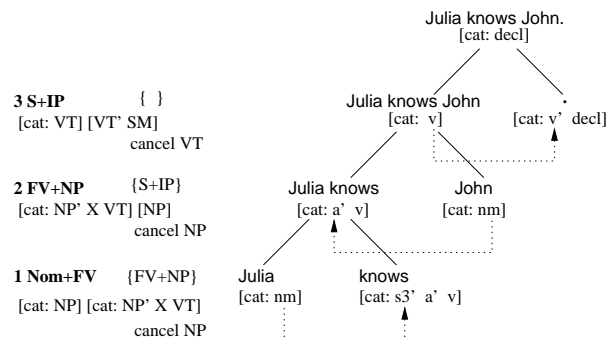 Julia knows John.
[cat: decl]
3 S+IP { } Julia knows John .
[cat: VT] [VT' SM] [cat: v] [cat: v' decl]
cancel VT
2 FV+NP {S+IP} Julia knows John
[cat: NP' X VT] [NP] [cat: a' v] [cat: nm]
cancel NP
1 Nom+FV {FV+NP} Julia knows
[cat: NP] [cat: NP' X VT] [cat: nm] [cat: s3' a' v]
cancel NP